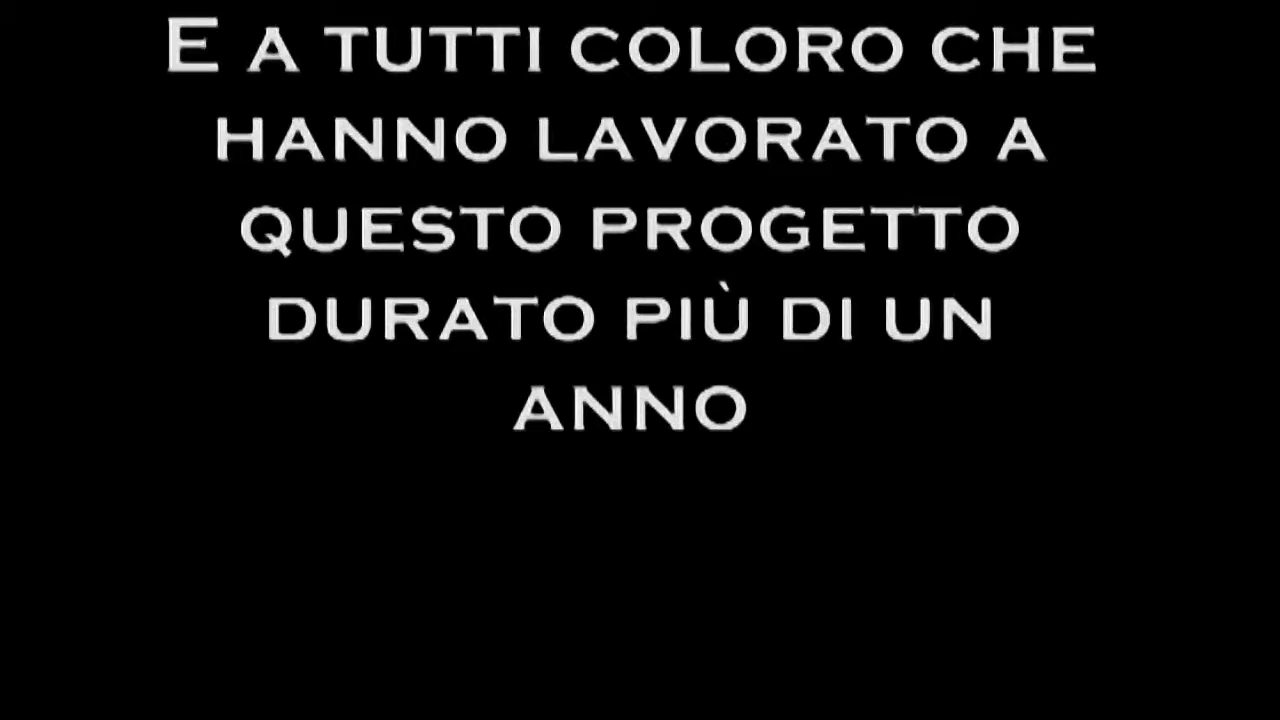 E A TUTTI COLORO CHE
HANNO LAVORATO A
QUESTO PROGETTO
DURATO PIÙ DI UN
ANNO